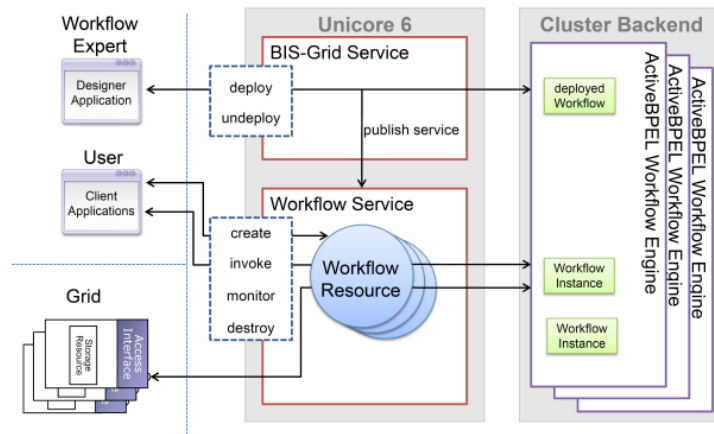 Workflow
Expert
Designer
Application
User
Client
Applications
Grid
Storage
Resource
Access
Interface
Unicore 6
BIS-Grid Service
deploy
undeploy
publish service
Workflow Service
create
invoke
monitor
destroy
Workflow
Resource
Cluster Backend
deployed
Workflow
Workflow
Instance
Workflow
Instance
ActiveBPEL Workflow Engine
ActiveBPEL Workflow Engine
ActiveBPEL Workflow Engine